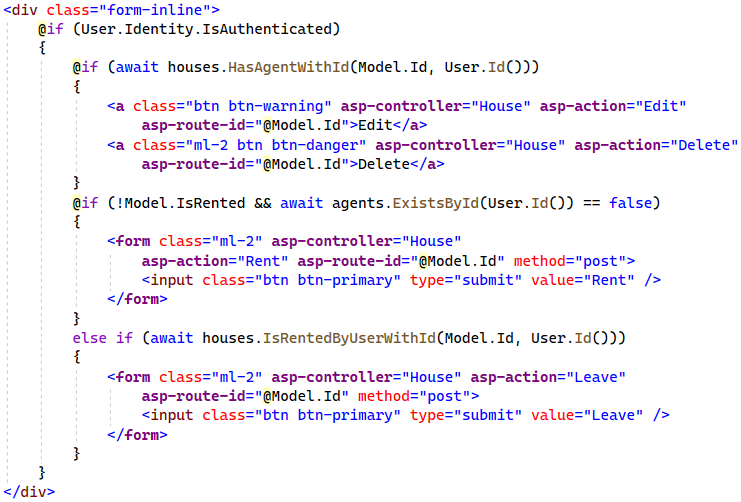 <div class="form-inline">
    @if (User.Identity.IsAuthenticated)
    {
        @if (await houses.HasAgentWithId(Model.Id, User.Id()))
        {
            <a class="btn btn-warning" asp-controller="House" asp-action="Edit"
                asp-route-id="@Model.Id">Edit</a>
            <a class="ml-2 btn btn-danger" asp-controller="House" asp-action="Delete"
                asp-route-id="@Model.Id">Delete</a>
        }
        @if (!Model.IsRented && await agents.ExistsById(User.Id()) == false)
        {
            <form class="ml-2" asp-controller="House"
                asp-action="Rent" asp-route-id="@Model.Id" method="post">
                <input class="btn btn-primary" type="submit" value="Rent" />
            </form>
        }
        else if (await houses.IsRentedByUserWithId(Model.Id, User.Id()))
        {
            <form class="ml-2" asp-controller="House" asp-action="Leave"
                asp-route-id="@Model.Id" method="post">
                <input class="btn btn-primary" type="submit" value="Leave" />
            </form>
        }
    }
</div>